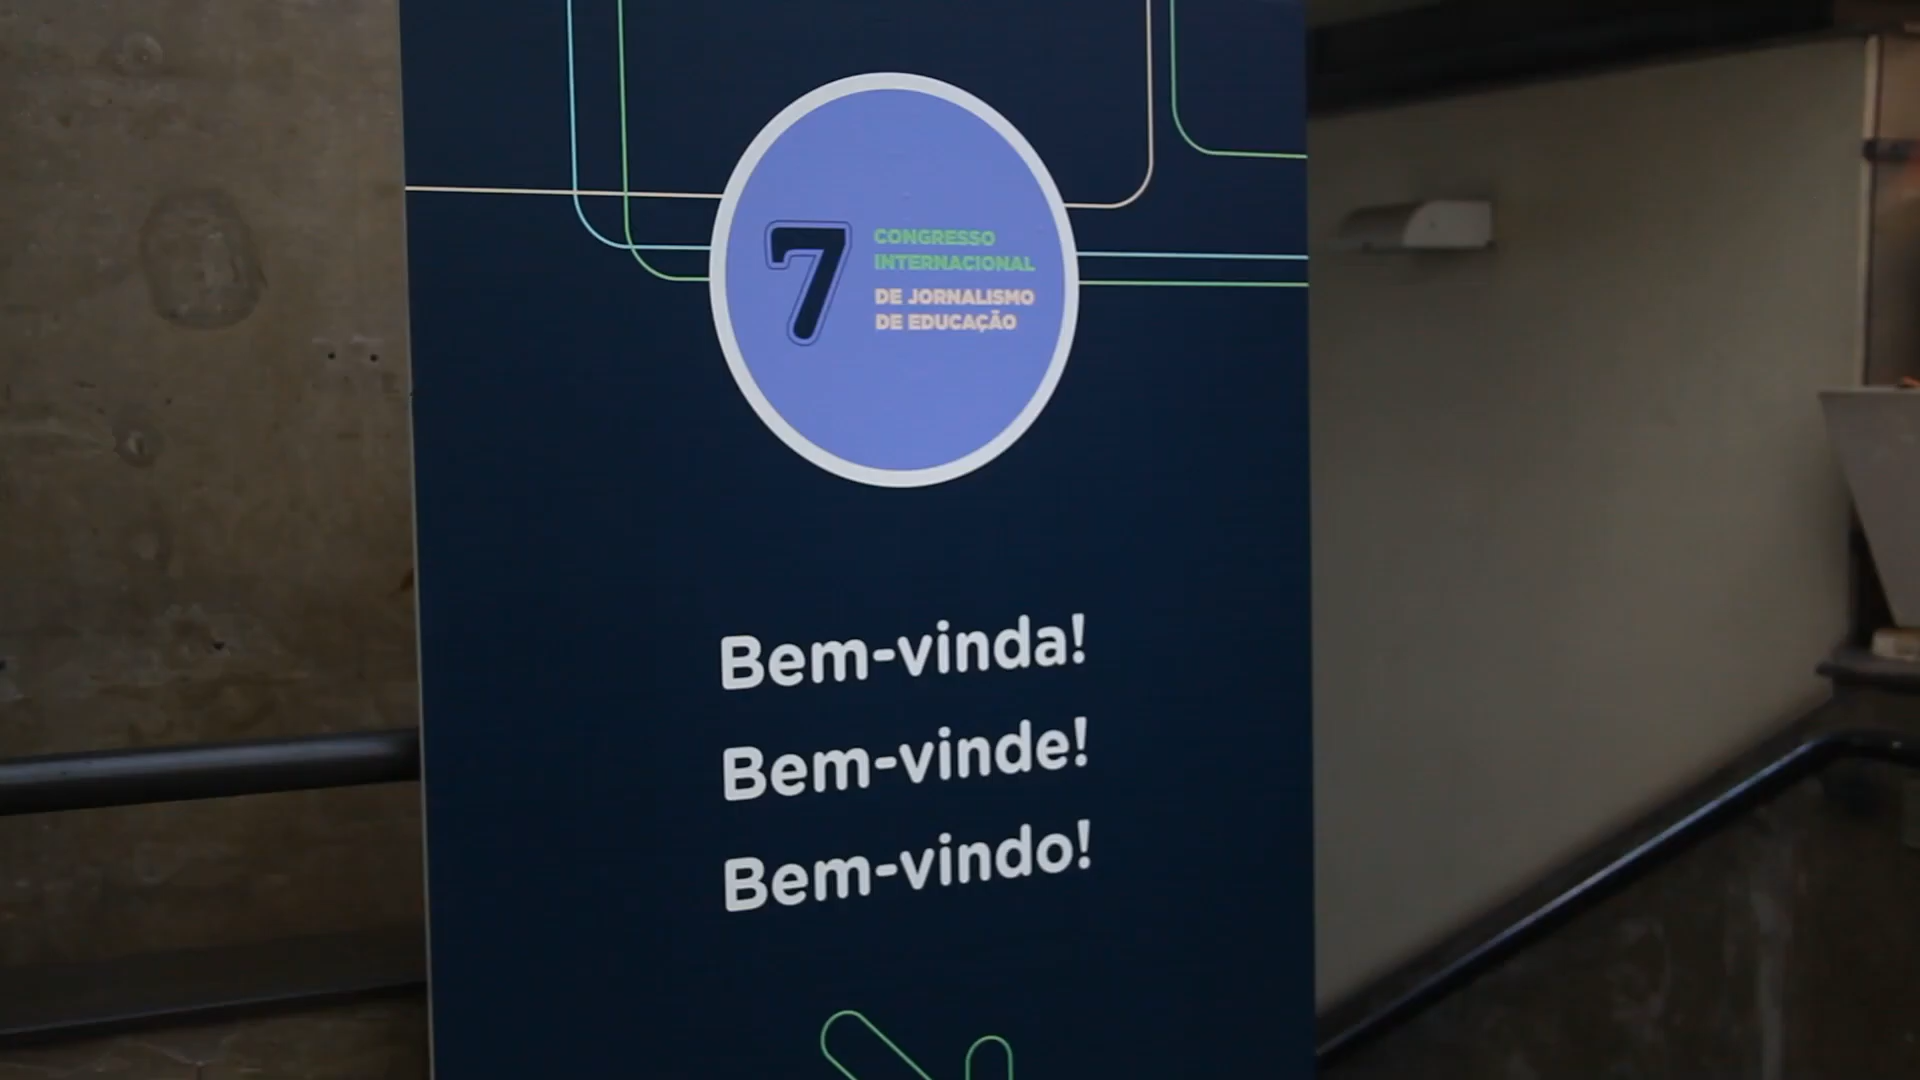 7
CONGRESSO
INTERNACIONAL
DE JORNALISMO
DE EDUCAÇÃO
Bem-vinda!
Bem-vinde!
Bem-vindo!